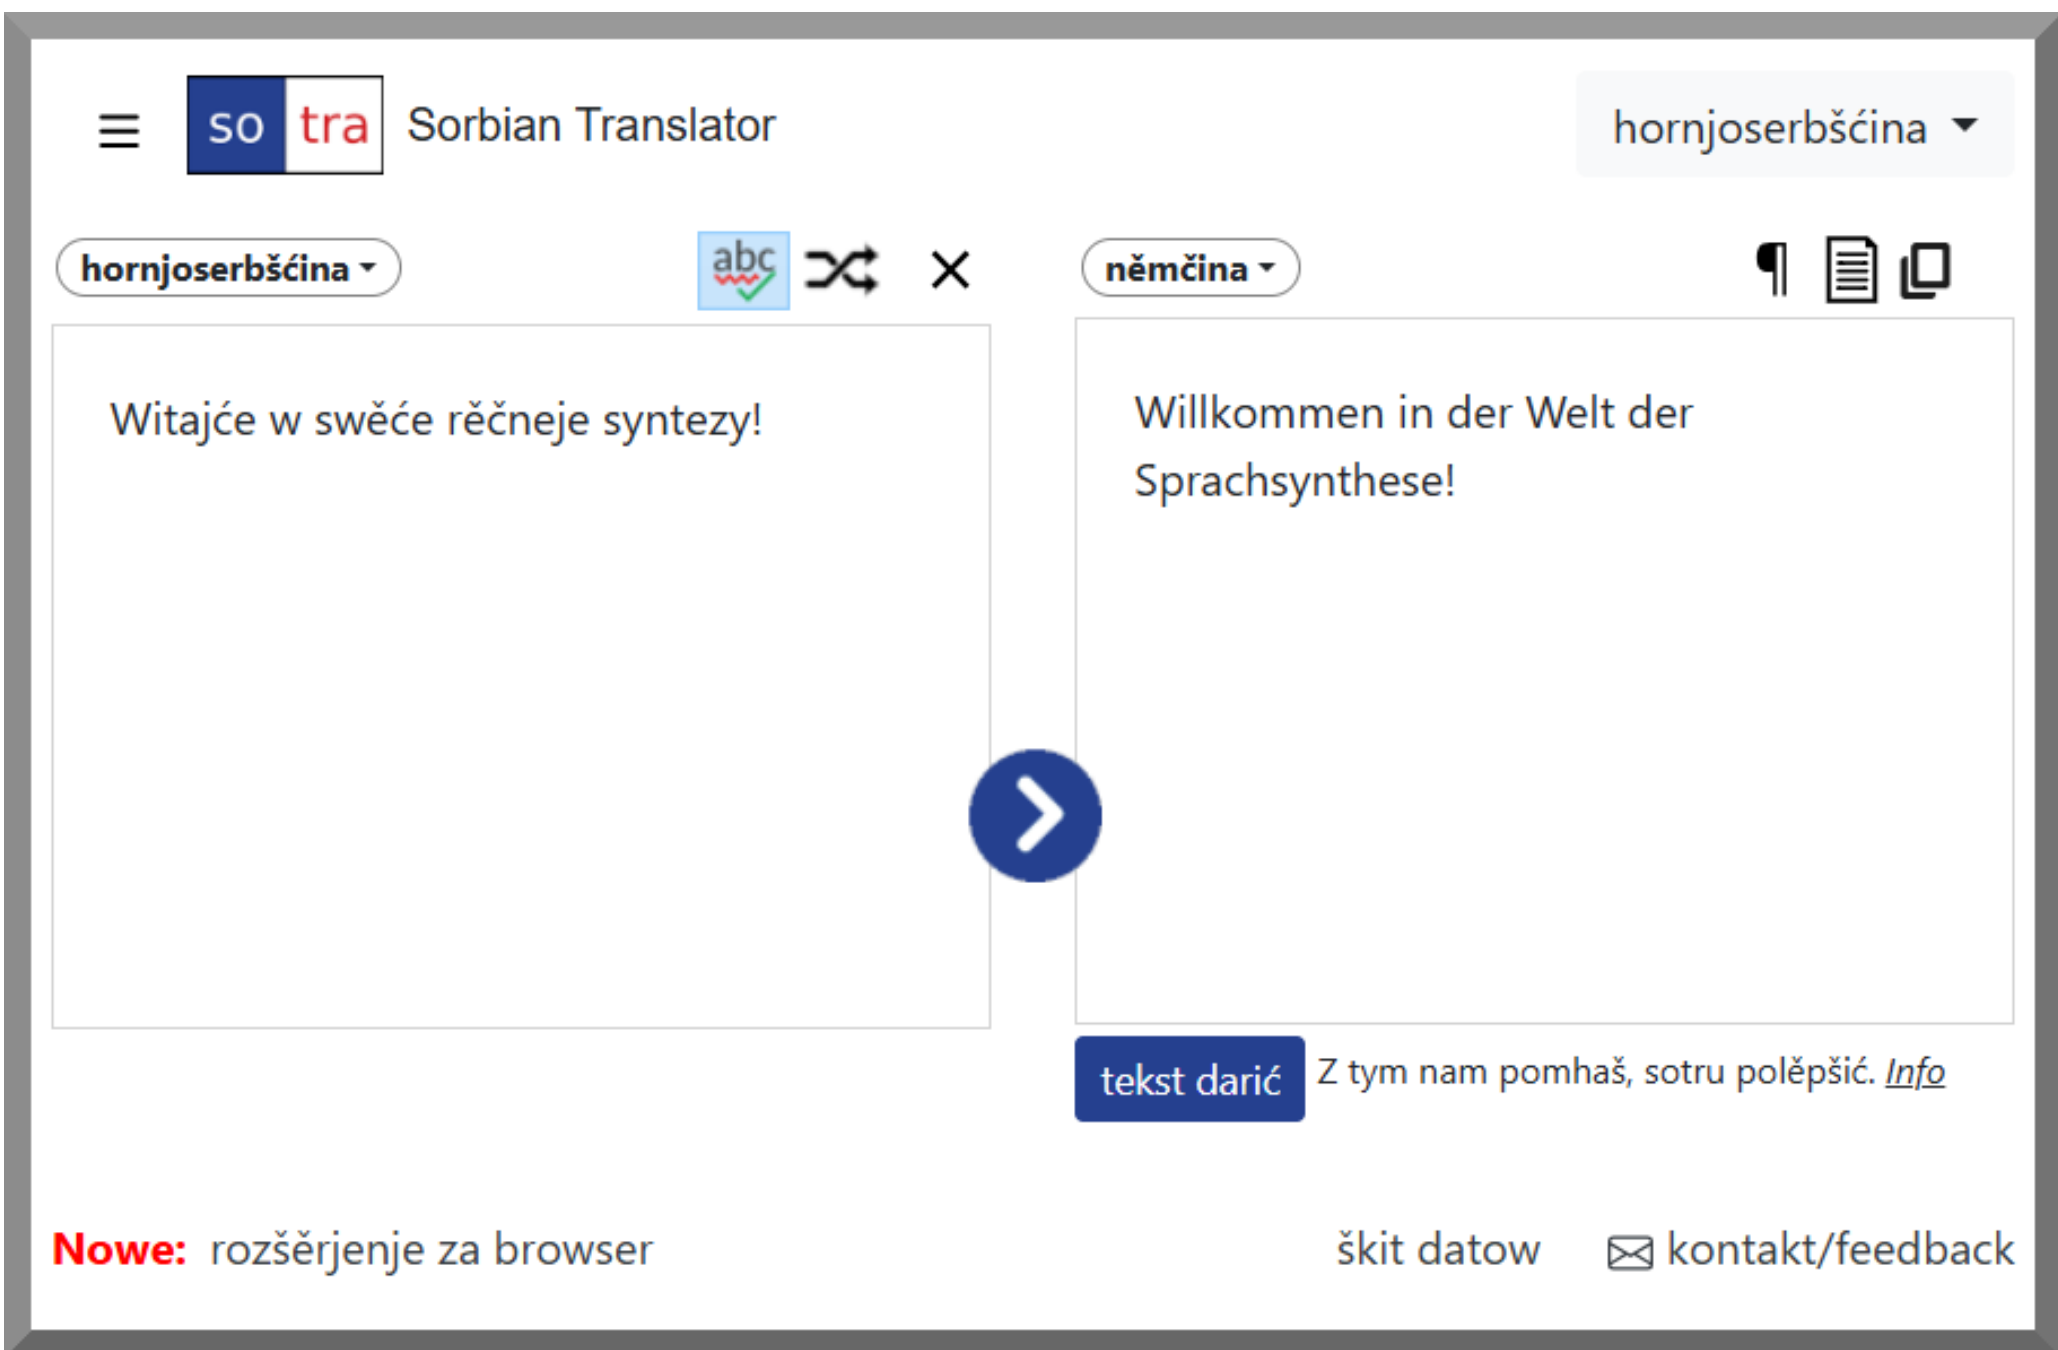 so tra Sorbian Translator
hornjoserbšćina
hornjoserbšćina
abc
němčina
¶
Witajće w swěće rěčneje syntezy!
Willkommen in der Welt der
Sprachsynthese!
tekst darić
Z tym nam pomhaš, sotru polěpšić. Info
Nowe: rozšěrjenje za browser
škit datow
kontakt/feedback